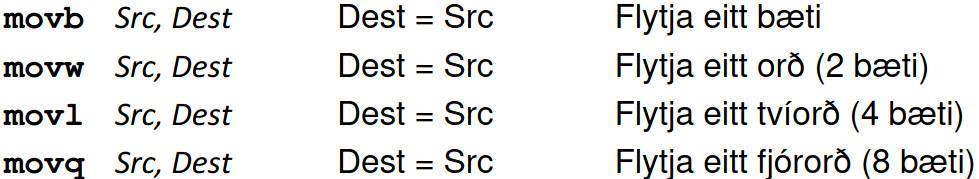 movb Src, Dest Dest = Src Flytja eitt bæti
movw Src, Dest Dest = Src Flytja eitt orð (2 bæti)
movl Src, Dest Dest = Src Flytja eitt tvíorð (4 bæti)
movq Src, Dest Dest = Src Flytja eitt fjórorð (8 bæti)